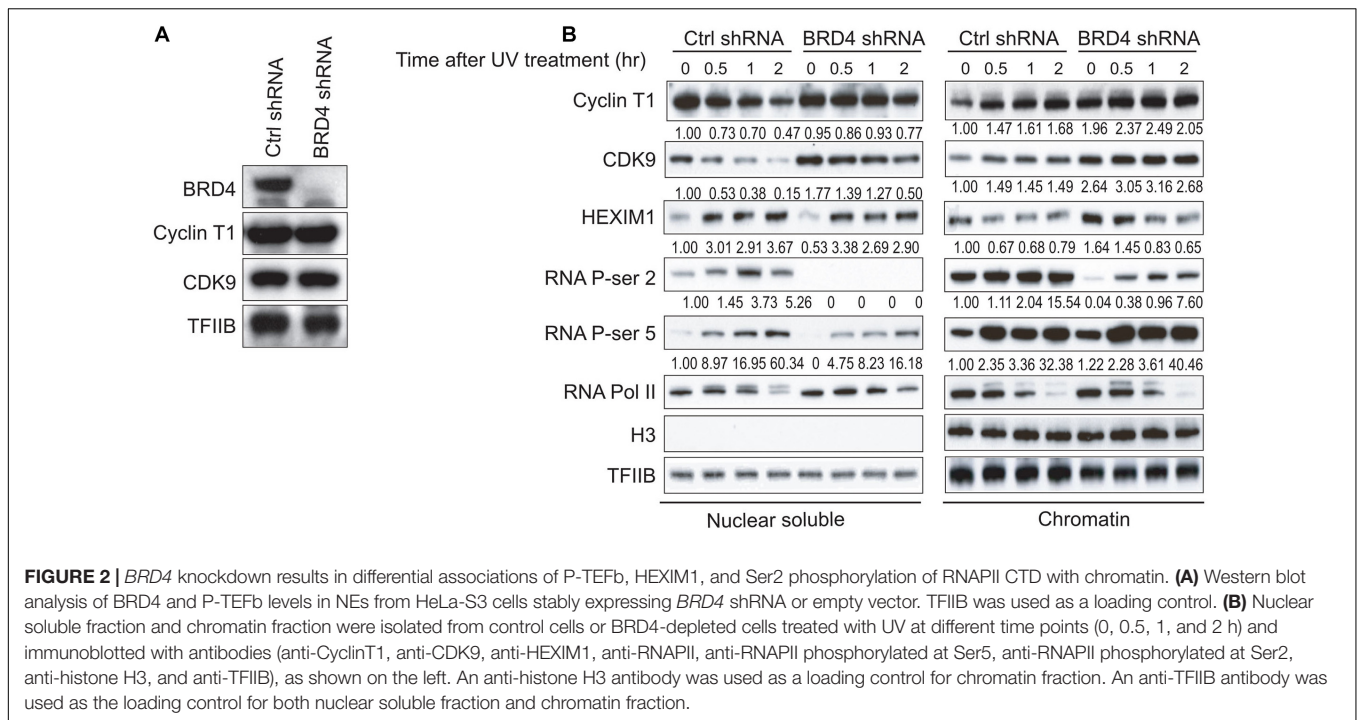 A
Ctrl shRNA
BRD4 shRNA
BRD4
Cyclin T1
CDK9
TFIIB
B
Ctrl shRNA BRD4 shRNA Ctrl shRNA BRD4 shRNA
Time after UV treatment (hr) 0 0.5 1 2 0 0.5 1 2 0 0.5 1 2 0 0.5 1 2
Cyclin T1
1.00 0.73 0.70 0.47 0.95 0.86 0.93 0.77 1.00 1.47 1.61 1.68 1.96 2.37 2.49 2.05
CDK9
1.00 0.53 0.38 0.15 1.77 1.39 1.27 0.50 1.00 1.49 1.45 1.49 2.64 3.05 3.16 2.68
HEXIM1
1.00 3.01 2.91 3.67 0.53 3.38 2.69 2.90 1.00 0.67 0.68 0.79 1.64 1.45 0.83 0.65
RNA P-ser 2
1.00 1.45 3.73 5.26 0 0 0 0 1.00 1.11 2.04 15.54 0.04 0.38 0.96 7.60
RNA P-ser 5
1.00 8.97 16.95 60.34 0 4.75 8.23 16.18 1.00 2.35 3.36 32.38 1.22 2.28 3.61 40.46
RNA Pol II
H3
TFIIB
Nuclear soluble Chromatin
FIGURE 2 | BRD4 knockdown results in differential associations of P-TEFb, HEXIM1, and Ser2 phosphorylation of RNAPII CTD with chromatin. (A) Western blot
analysis of BRD4 and P-TEFb levels in NEs from HeLa-S3 cells stably expressing BRD4 shRNA or empty vector. TFIIB was used as a loading control. (B) Nuclear
soluble fraction and chromatin fraction were isolated from control cells or BRD4-depleted cells treated with UV at different time points (0, 0.5, 1, and 2 h) and
immunoblotted with antibodies (anti-CyclinT1, anti-CDK9, anti-HEXIM1, anti-RNAPII, anti-RNAPII phosphorylated at Ser5, anti-RNAPII phosphorylated at Ser2,
anti-histone H3, and anti-TFIIB), as shown on the left. An anti-histone H3 antibody was used as a loading control for chromatin fraction. An anti-TFIIB antibody was
used as the loading control for both nuclear soluble fraction and chromatin fraction.